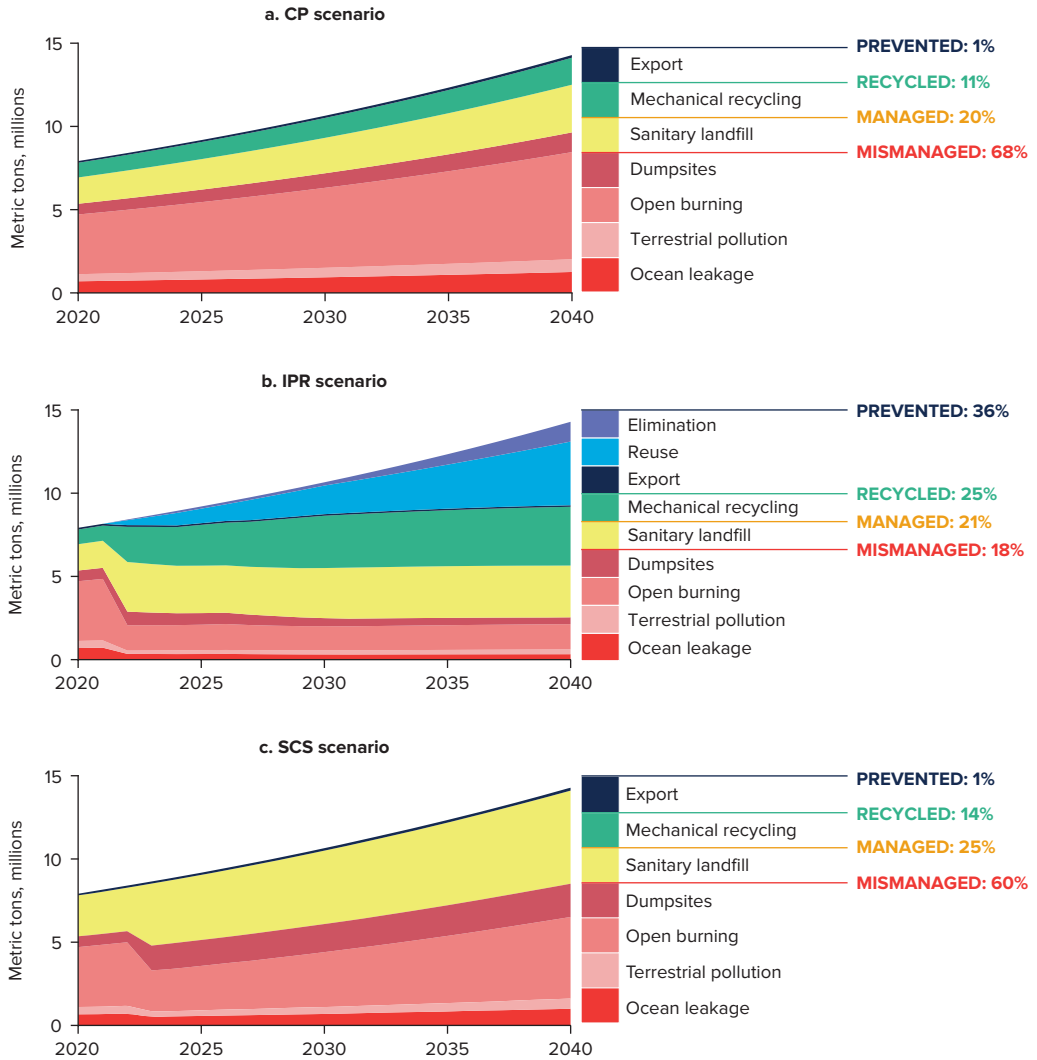 a. CP scenario
Metric tons, millions
15
10
5
0
2020 2025 2030 2035 2040
Export
Mechanical recycling
Sanitary landfill
Dumpsites
Open burning
Terrestrial pollution
Ocean leakage
PREVENTED: 1%
RECYCLED: 11%
MANAGED: 20%
MISMANAGED: 68%
b. IPR scenario
Metric tons, millions
15
10
5
0
2020 2025 2030 2035 2040
Elimination
Reuse
Export
Mechanical recycling
Sanitary landfill
Dumpsites
Open burning
Terrestrial pollution
Ocean leakage
PREVENTED: 36%
RECYCLED: 25%
MANAGED: 21%
MISMANAGED: 18%
c. SCS scenario
Metric tons, millions
15
10
5
0
2020 2025 2030 2035 2040
Export
Mechanical recycling
Sanitary landfill
Dumpsites
Open burning
Terrestrial pollution
Ocean leakage
PREVENTED: 1%
RECYCLED: 14%
MANAGED: 25%
MISMANAGED: 60%